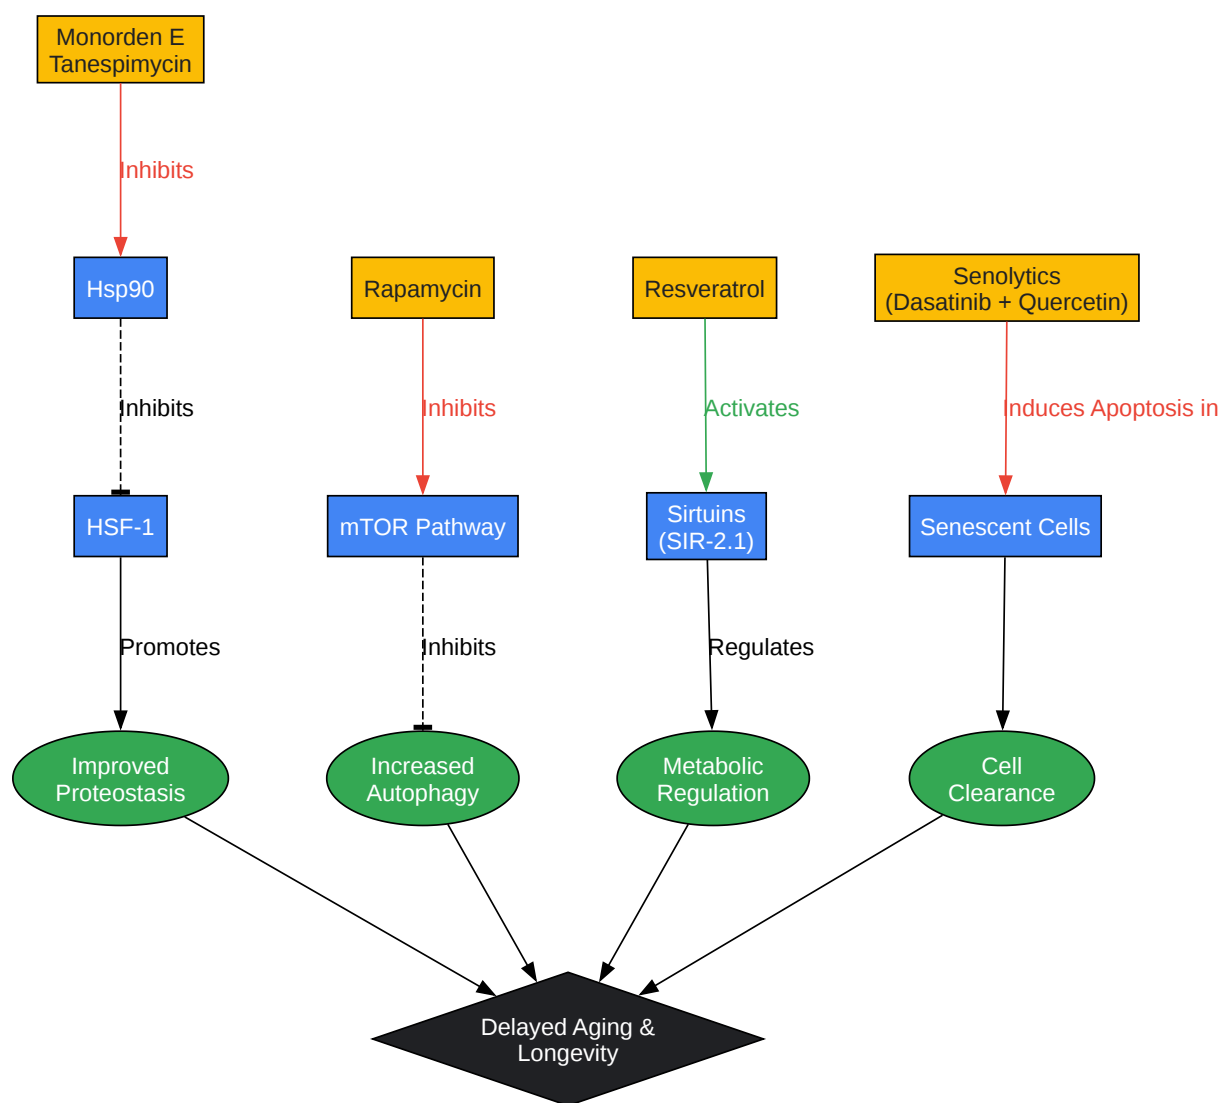 Monorden E
Tanespimycin
Inhibits
Hsp90
Rapamycin
Resveratrol
Senolytics
(Dasatinib + Quercetin)
Inhibits
Inhibits
Activates
Induces Apoptosis in
HSF-1
mTOR Pathway
Sirtuins
(SIR-2.1)
Senescent Cells
Promotes
Inhibits
Regulates
Improved
Proteostasis
Increased
Autophagy
Metabolic
Regulation
Cell
Clearance
Delayed Aging &
Longevity